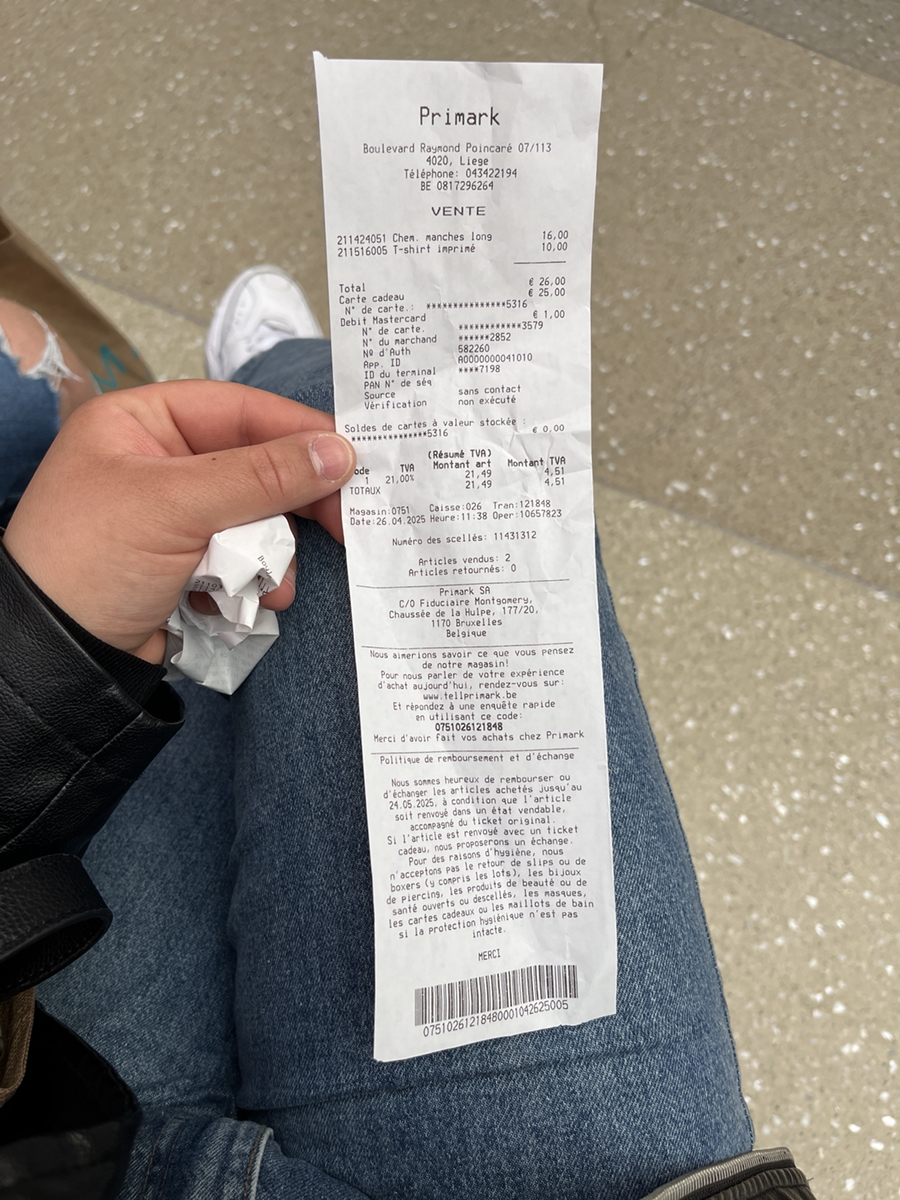 Primark
Boulevard Raymond Poincaré 07/113
4020, Liege
Téléphone: 043422194
BE 0817296264
VENTE
211424051 Chem. manches long 16,00
211516005 T-shirt imprimé 10,00
Total € 26,00
Carte cadeau € 25,00
N° de carte.: ***************5316
Debit Mastercard € 1,00
N° de carte. ************3579
N° du marchand ******2852
Nº d'Auth 582260
App. ID A0000000041010
ID du terminal ****7198
PAN N° de séq
Source sans contact
Vérification non exécuté
Soldes de cartes à valeur stockée :
***************5316 € 0,00
(Résumé TVA)
ode TVA Montant art Montant TVA
1 21,00% 21,49 4,51
TOTAUX 21,49 4,51
Magasin:0751 Caisse:026 Tran:121848
Date:26.04.2025 Heure:11:38 Oper:10657823
Numéro des scellés: 11431312
Articles vendus: 2
Articles retournés: 0
Primark SA
C/O Fiduciaire Montgomery,
Chaussée de la Hulpe, 177/20,
1170 Bruxelles
Belgique
Nous aimerions savoir ce que vous pensez
de notre magasin!
Pour nous parler de votre expérience
d'achat aujourd'hui, rendez-vous sur:
www.tellprimark.be
Et répondez à une enquête rapide
en utilisant ce code:
0751026121848
Merci d'avoir fait vos achats chez Primark
Politique de remboursement et d'échange
Nous sommes heureux de rembourser ou
d'échanger les articles achetés jusqu'au
24.05.2025, à condition que l'article
soit renvoyé dans un état vendable,
accompagné du ticket original.
Si l'article est renvoyé avec un ticket
cadeau, nous proposerons un échange.
Pour des raisons d'hygiène, nous
n'acceptons pas le retour de slips ou de
boxers (y compris les lots), les bijoux
de piercing, les produits de beauté ou de
santé ouverts ou descellés, les masques,
les cartes cadeaux ou les maillots de bain
si la protection hygiénique n'est pas
intacte.
MERCI
07510261218480001042625005